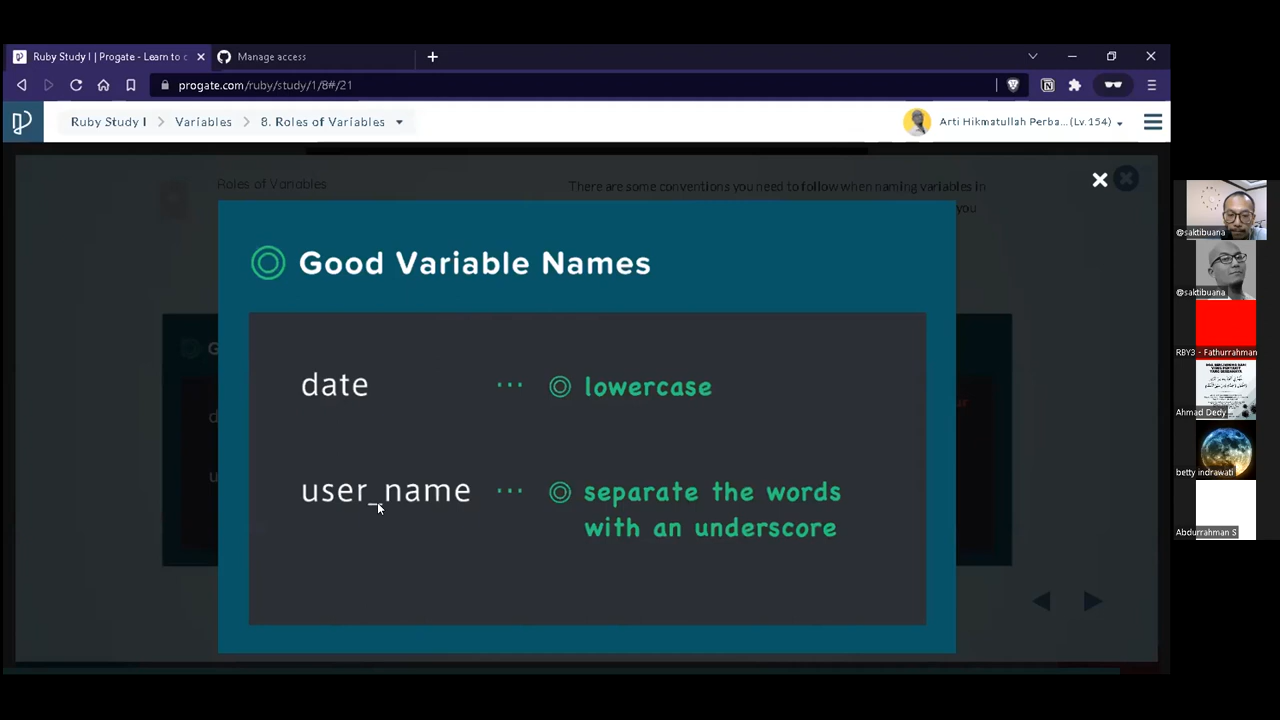 Ruby Study I | Progate - Learn to c
Manage access
progate.com/ruby/study/1/8#/21
Ruby Study I
Variables
8. Roles of Variables
Arti Hikmatullah Perba...(Lv.154)
Roles of Variables
There are some conventions you need to follow when naming variables in
you
Good Variable Names
date ... lowercase
user_name ... separate the words
with an underscore
@saktibuana
@saktibuana
RBY3 - Fathurrahman
Ahmad Dedy
betty indrawati
Abdurrahman S